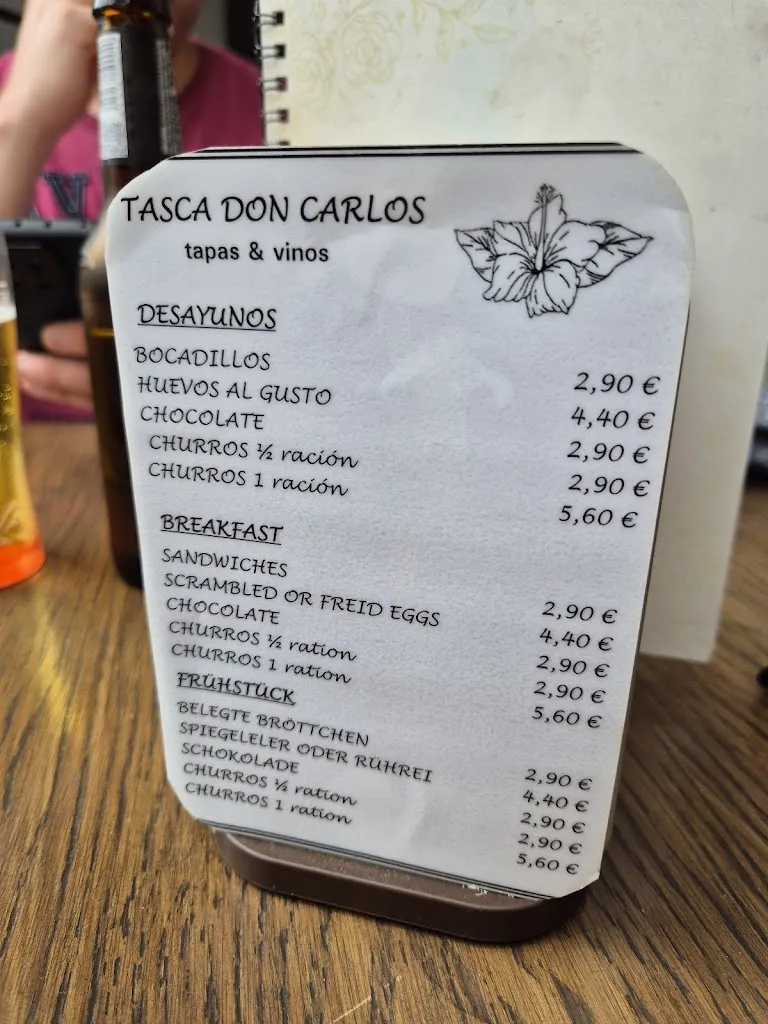 TASCA DON CARLOS
tapas & vinos
DESAYUNOS
BOCADILLOS 2,90 €
HUEVOS AL GUSTO 4,40 €
CHOCOLATE 2,90 €
CHURROS ½ ración 2,90 €
CHURROS 1 ración 5,60 €
BREAKFAST
SANDWICHES 2,90 €
SCRAMBLED OR FREID EGGS 4,40 €
CHOCOLATE 2,90 €
CHURROS ½ ration 2,90 €
CHURROS 1 ration 5,60 €
FRÜHSTÜCK
BELEGTE BRÖTTCHEN 2,90 €
SPIEGELELER ODER RUHREI 4,40 €
SCHOKOLADE 2,90 €
CHURROS ½ ration 2,90 €
CHURROS 1 ration 5,60 €